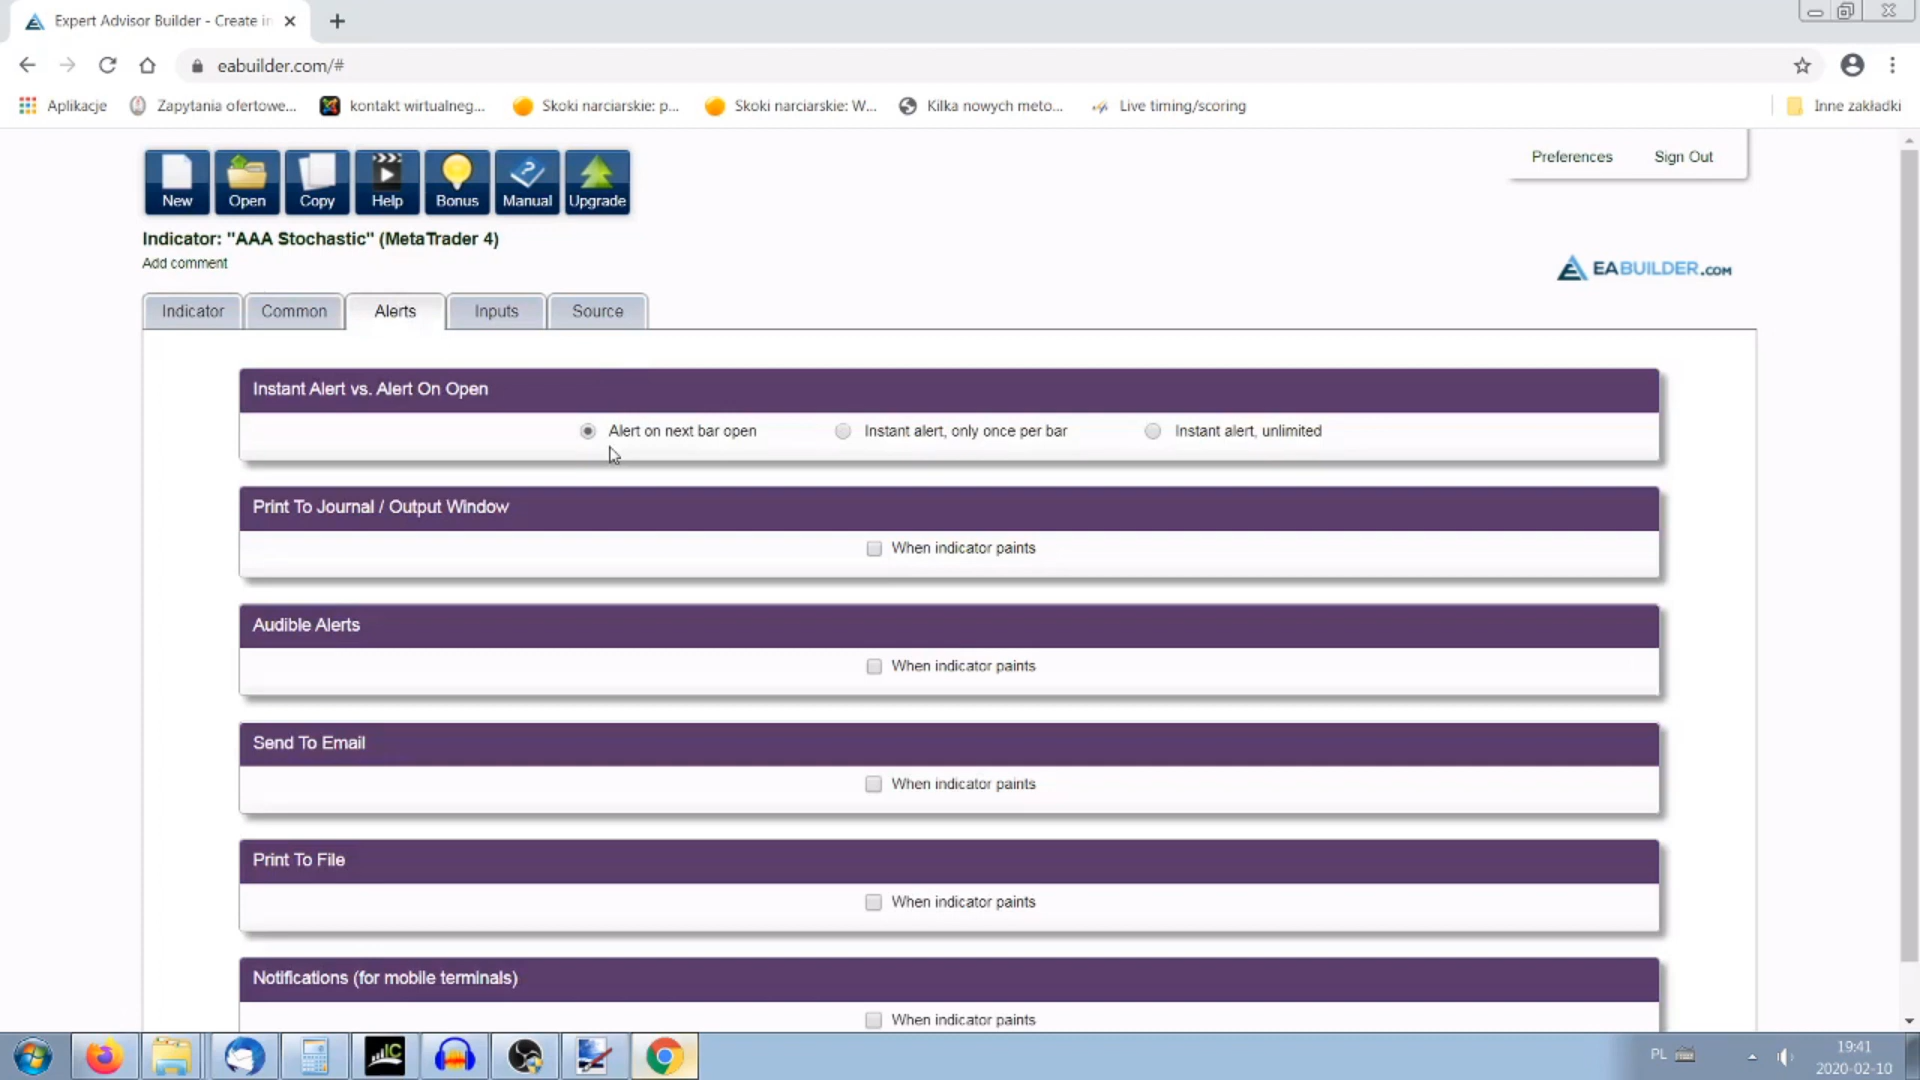 Expert Advisor Builder - Create in
eabuilder.com/#
Aplikacje
Zapytania ofertowe...
kontakt wirtualneg...
Skoki narciarskie: p...
Skoki narciarskie: W...
Kilka nowych meto...
Live timing/scoring
Inne zakładki
New
Open
Copy
Help
Bonus
Manual
Upgrade
Preferences
Sign Out
Indicator: "AAA Stochastic" (MetaTrader 4)
Add comment
EABUILDER.COM
Indicator
Common
Alerts
Inputs
Source
Instant Alert vs. Alert On Open
Alert on next bar open
Instant alert, only once per bar
Instant alert, unlimited
Print To Journal / Output Window
When indicator paints
Audible Alerts
When indicator paints
Send To Email
When indicator paints
Print To File
When indicator paints
Notifications (for mobile terminals)
When indicator paints
IC
PL
19:41
2020-02-10